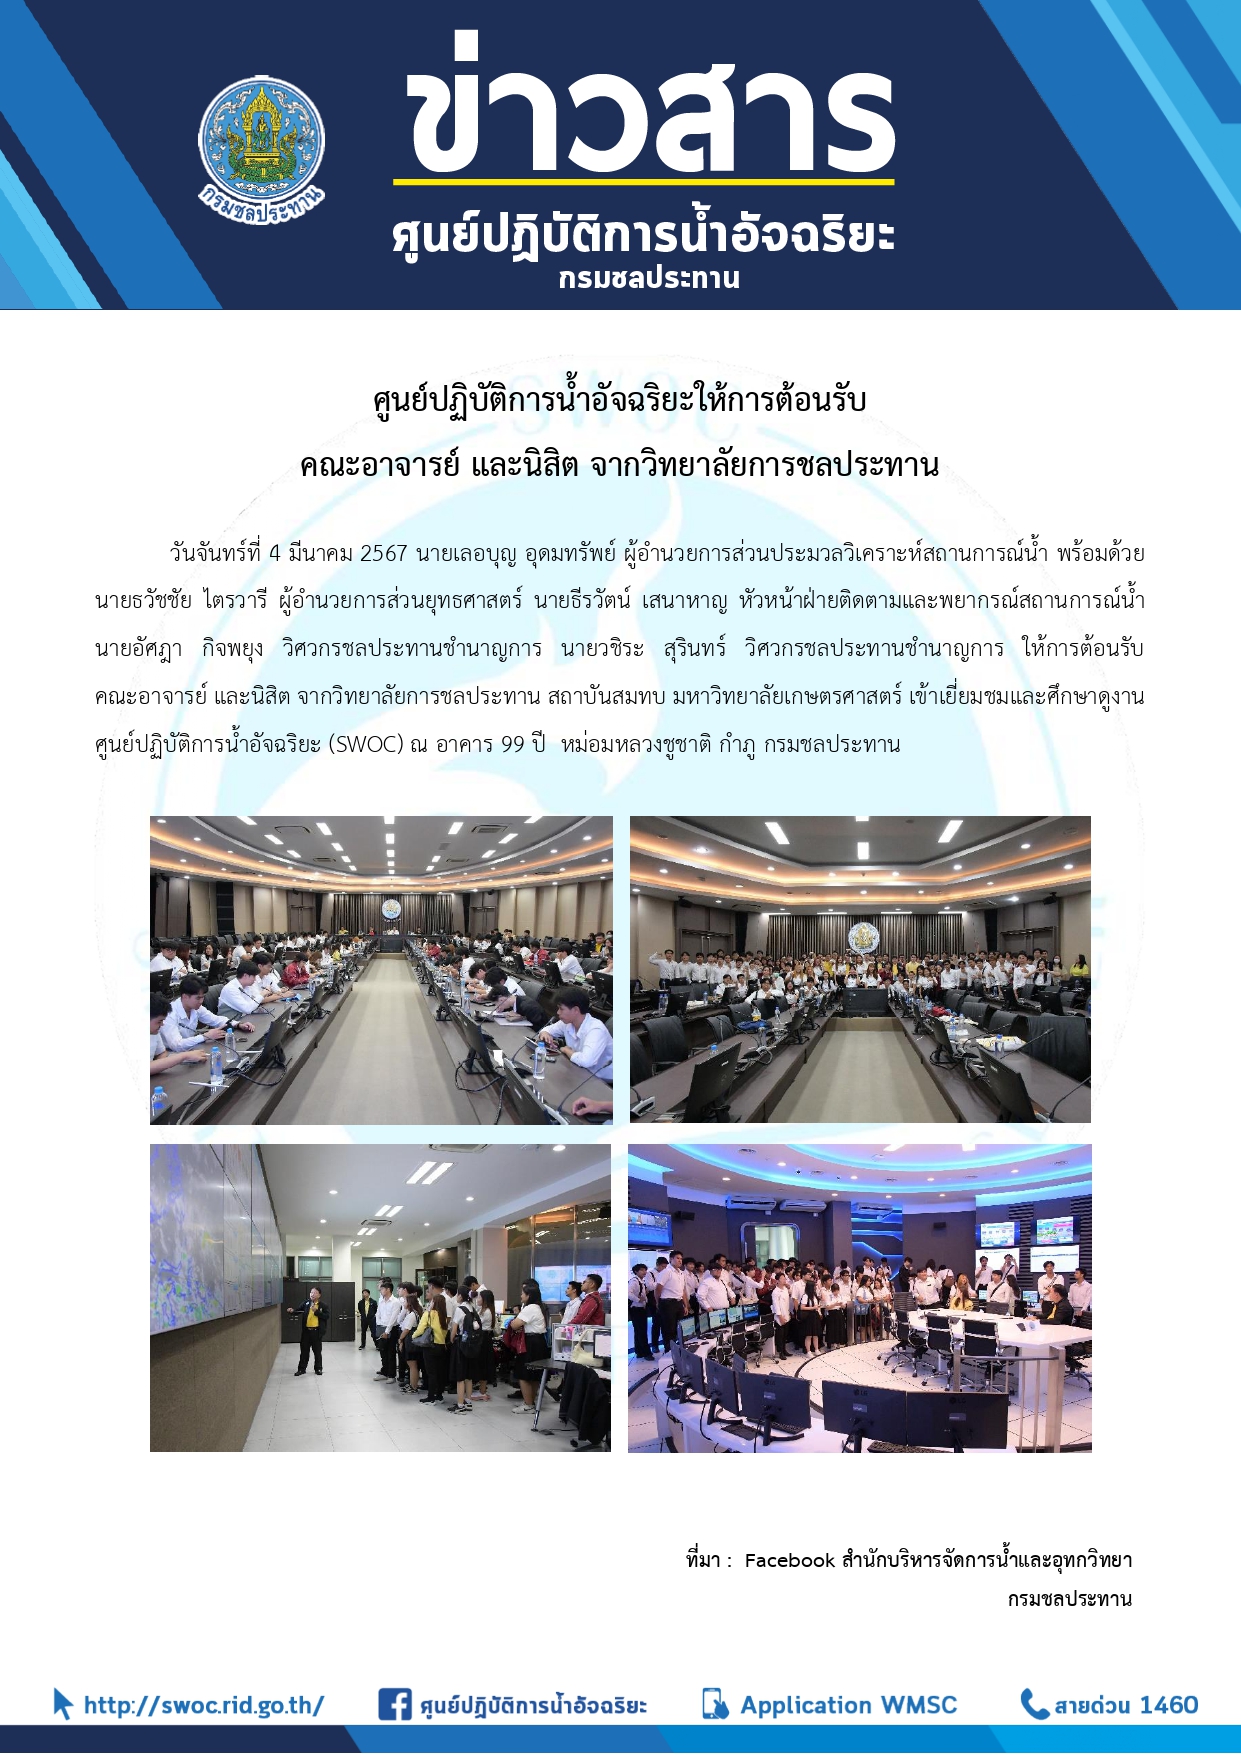 ข่าวสาร
ศูนย์ปฏิบัติการน้ำอัจฉริยะ
กรมชลประทาน
กรมชลประทาน
SWOC
ศูนย์ปฏิบัติการน้ำอัจฉริยะให้การต้อนรับ
คณะอาจารย์ และนิสิต จากวิทยาลัยการชลประทาน
วันจันทร์ที่ 4 มีนาคม 2567 นายเลอบุญ อุดมทรัพย์ ผู้อำนวยการส่วนประมวลวิเคราะห์สถานการณ์น้ำ พร้อมด้วย
นายธวัชชัย ไตรวารี ผู้อำนวยการส่วนยุทธศาสตร์ นายธีรวัตน์ เสนาหาญ หัวหน้าฝ่ายติดตามและพยากรณ์สถานการณ์น้ำ
นายอัศฎา กิจพยุง วิศวกรชลประทานชำนาญการ นายวชิระ สุรินทร์ วิศวกรชลประทานชำนาญการ ให้การต้อนรับ
คณะอาจารย์ และนิสิต จากวิทยาลัยการชลประทาน สถาบันสมทบ มหาวิทยาลัยเกษตรศาสตร์ เข้าเยี่ยมชมและศึกษาดูงาน
ศูนย์ปฏิบัติการน้ำอัจฉริยะ (SWOC) ณ อาคาร 99 ปี หม่อมหลวงชูชาติ กำภู กรมชลประทาน
ที่มา : Facebook สำนักบริหารจัดการน้ำและอุทกวิทยา
กรมชลประทาน
http://swoc.rid.go.th/
ศูนย์ปฏิบัติการน้ำอัจฉริยะ
Application WMSC
สายด่วน 1460